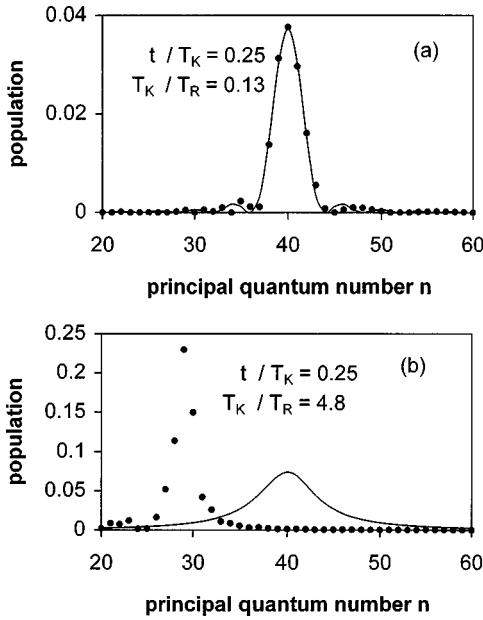 0.04
(a)
t / T_K = 0.25
T_K / T_R = 0.13
population
0.02
0
20 30 40 50 60
principal quantum number n
0.25
(b)
0.2
t / T_K = 0.25
T_K / T_R = 4.8
0.15
population
0.1
0.05
0
20 30 40 50 60
principal quantum number n